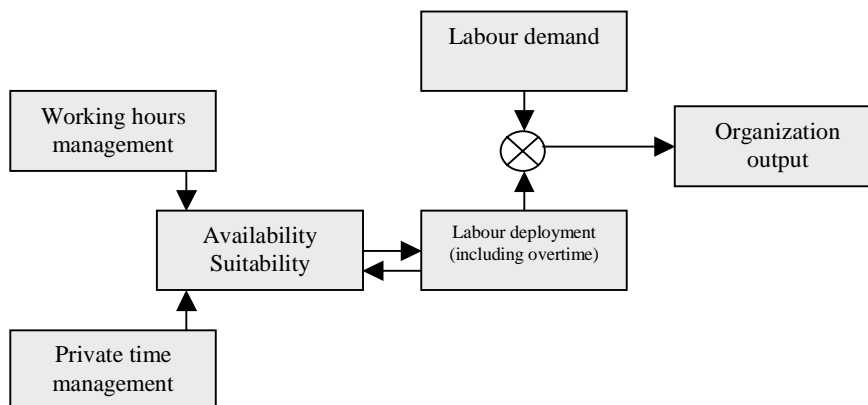 Labour demand
Working hours
management
Organization
output
Availability
Suitability
Labour deployment
(including overtime)
Private time
management